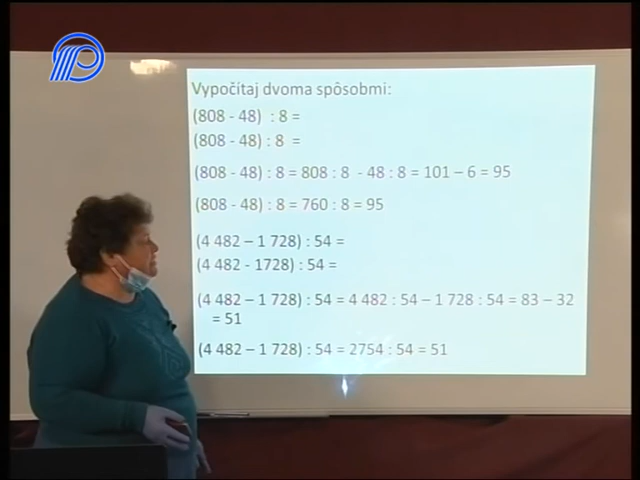 Vypočítaj dvoma spôsobmi:
(808 - 48) : 8 =
(808 - 48) : 8 =
(808 - 48) : 8 = 808 : 8 - 48 : 8 = 101 – 6 = 95
(808 - 48) : 8 = 760 : 8 = 95
(4 482 – 1 728) : 54 =
(4 482 - 1728) : 54 =
(4 482 – 1 728) : 54 = 4 482 : 54 – 1 728 : 54 = 83 – 32
= 51
(4 482 – 1 728) : 54 = 2754 : 54 = 51